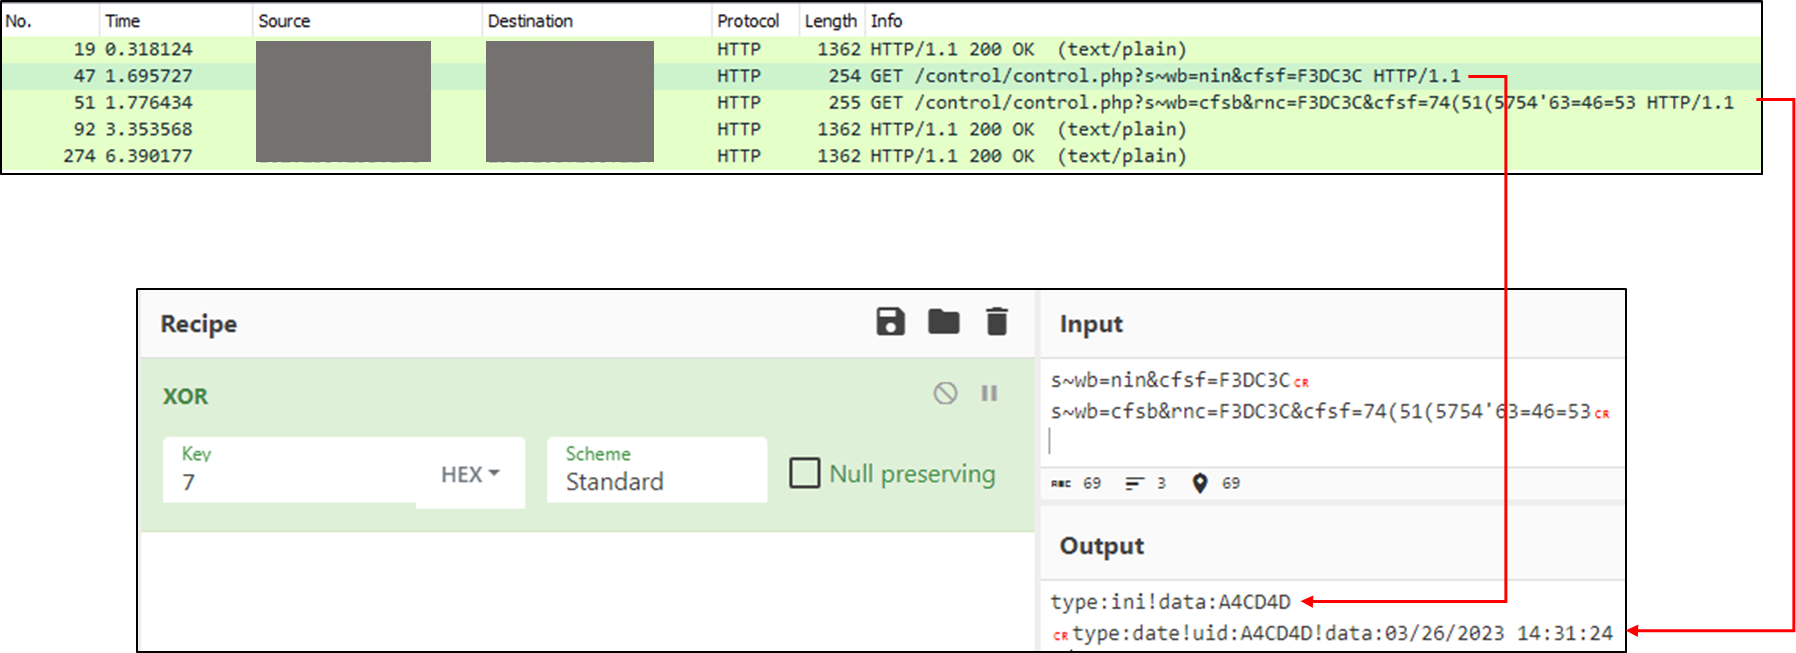 No. Time Source Destination Protocol Length Info
19 0.318124 HTTP 1362 HTTP/1.1 200 OK (text/plain)
47 1.695727 HTTP 254 GET /control/control.php?s~wb=nin&cfsf=F3DC3C HTTP/1.1
51 1.776434 HTTP 255 GET /control/control.php?s~wb=cfsb&rnc=F3DC3C&cfsf=74(51(5754'63=46=53 HTTP/1.1
92 3.353568 HTTP 1362 HTTP/1.1 200 OK (text/plain)
274 6.390177 HTTP 1362 HTTP/1.1 200 OK (text/plain)
Recipe
XOR
Key
7
HEX
Scheme
Standard
Null preserving
Input
s~wb=nin&cfsf=F3DC3CCR
s~wb=cfsb&rnc=F3DC3C&cfsf=74(51(5754'63=46=53CR
ABC 69 3 69
Output
type:ini!data:A4CD4D
CRtype:date!uid:A4CD4D!data:03/26/2023 14:31:24